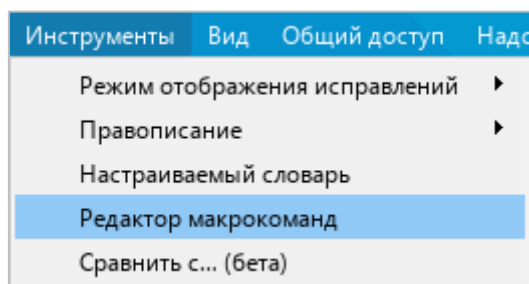 Инструменты Вид Общий доступ
Режим отображения исправлений
Правописание
Настраиваемый словарь
Редактор макрокоманд
Сравнить с... (бета)